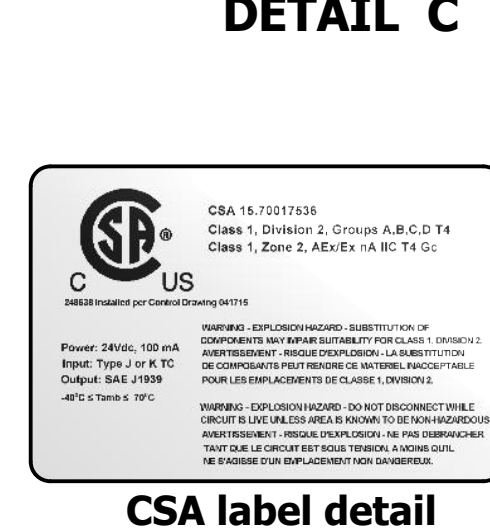 DETAIL C
CSA 15.70017536
Class 1, Division 2, Groups A,B,C,D T4
Class 1, Zone 2, AEx/Ex nA IIC T4 Gc
SA ®
C US
248638 Installed per Control Drawing 041715
Power: 24Vdc, 100 mA
Input: Type J or K TC
Output: SAE J1939
-40°C ≤ Tamb ≤ 70°C
WARNING - EXPLOSION HAZARD - SUBSTITUTION OF
COMPONENTS MAY IMPAIR SUITABILITY FOR CLASS 1, DIVISION 2.
AVERTISSEMENT - RISQUE D'EXPLOSION - LA SUBSTITUTION
DE COMPOSANTS PEUT RENDRE CE MATERIEL INACCEPTABLE
POUR LES EMPLACEMENTS DE CLASSE 1, DIVISION 2.
WARNING - EXPLOSION HAZARD - DO NOT DISCONNECT WHILE
CIRCUIT IS LIVE UNLESS AREA IS KNOWN TO BE NON-HAZARDOUS
AVERTISSEMENT - RISQUE D'EXPLOSION - NE PAS DEBRANCHER
TANT QUE LE CIRCUIT EST SOUS TENSION, A MOINS QU'IL
NE S'AGISSE D'UN EMPLACEMENT NON DANGEREUX.
CSA label detail